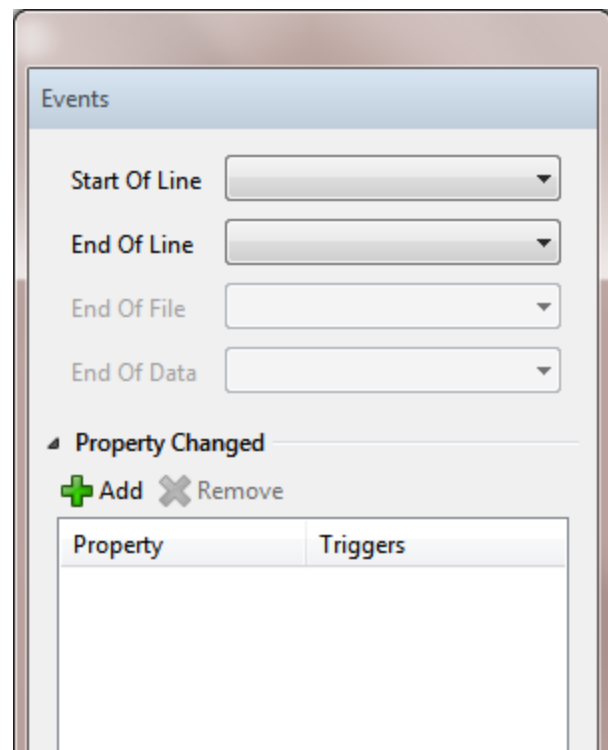 Events
Start Of Line
End Of Line
End Of File
End Of Data
Property Changed
Add Remove
Property Triggers